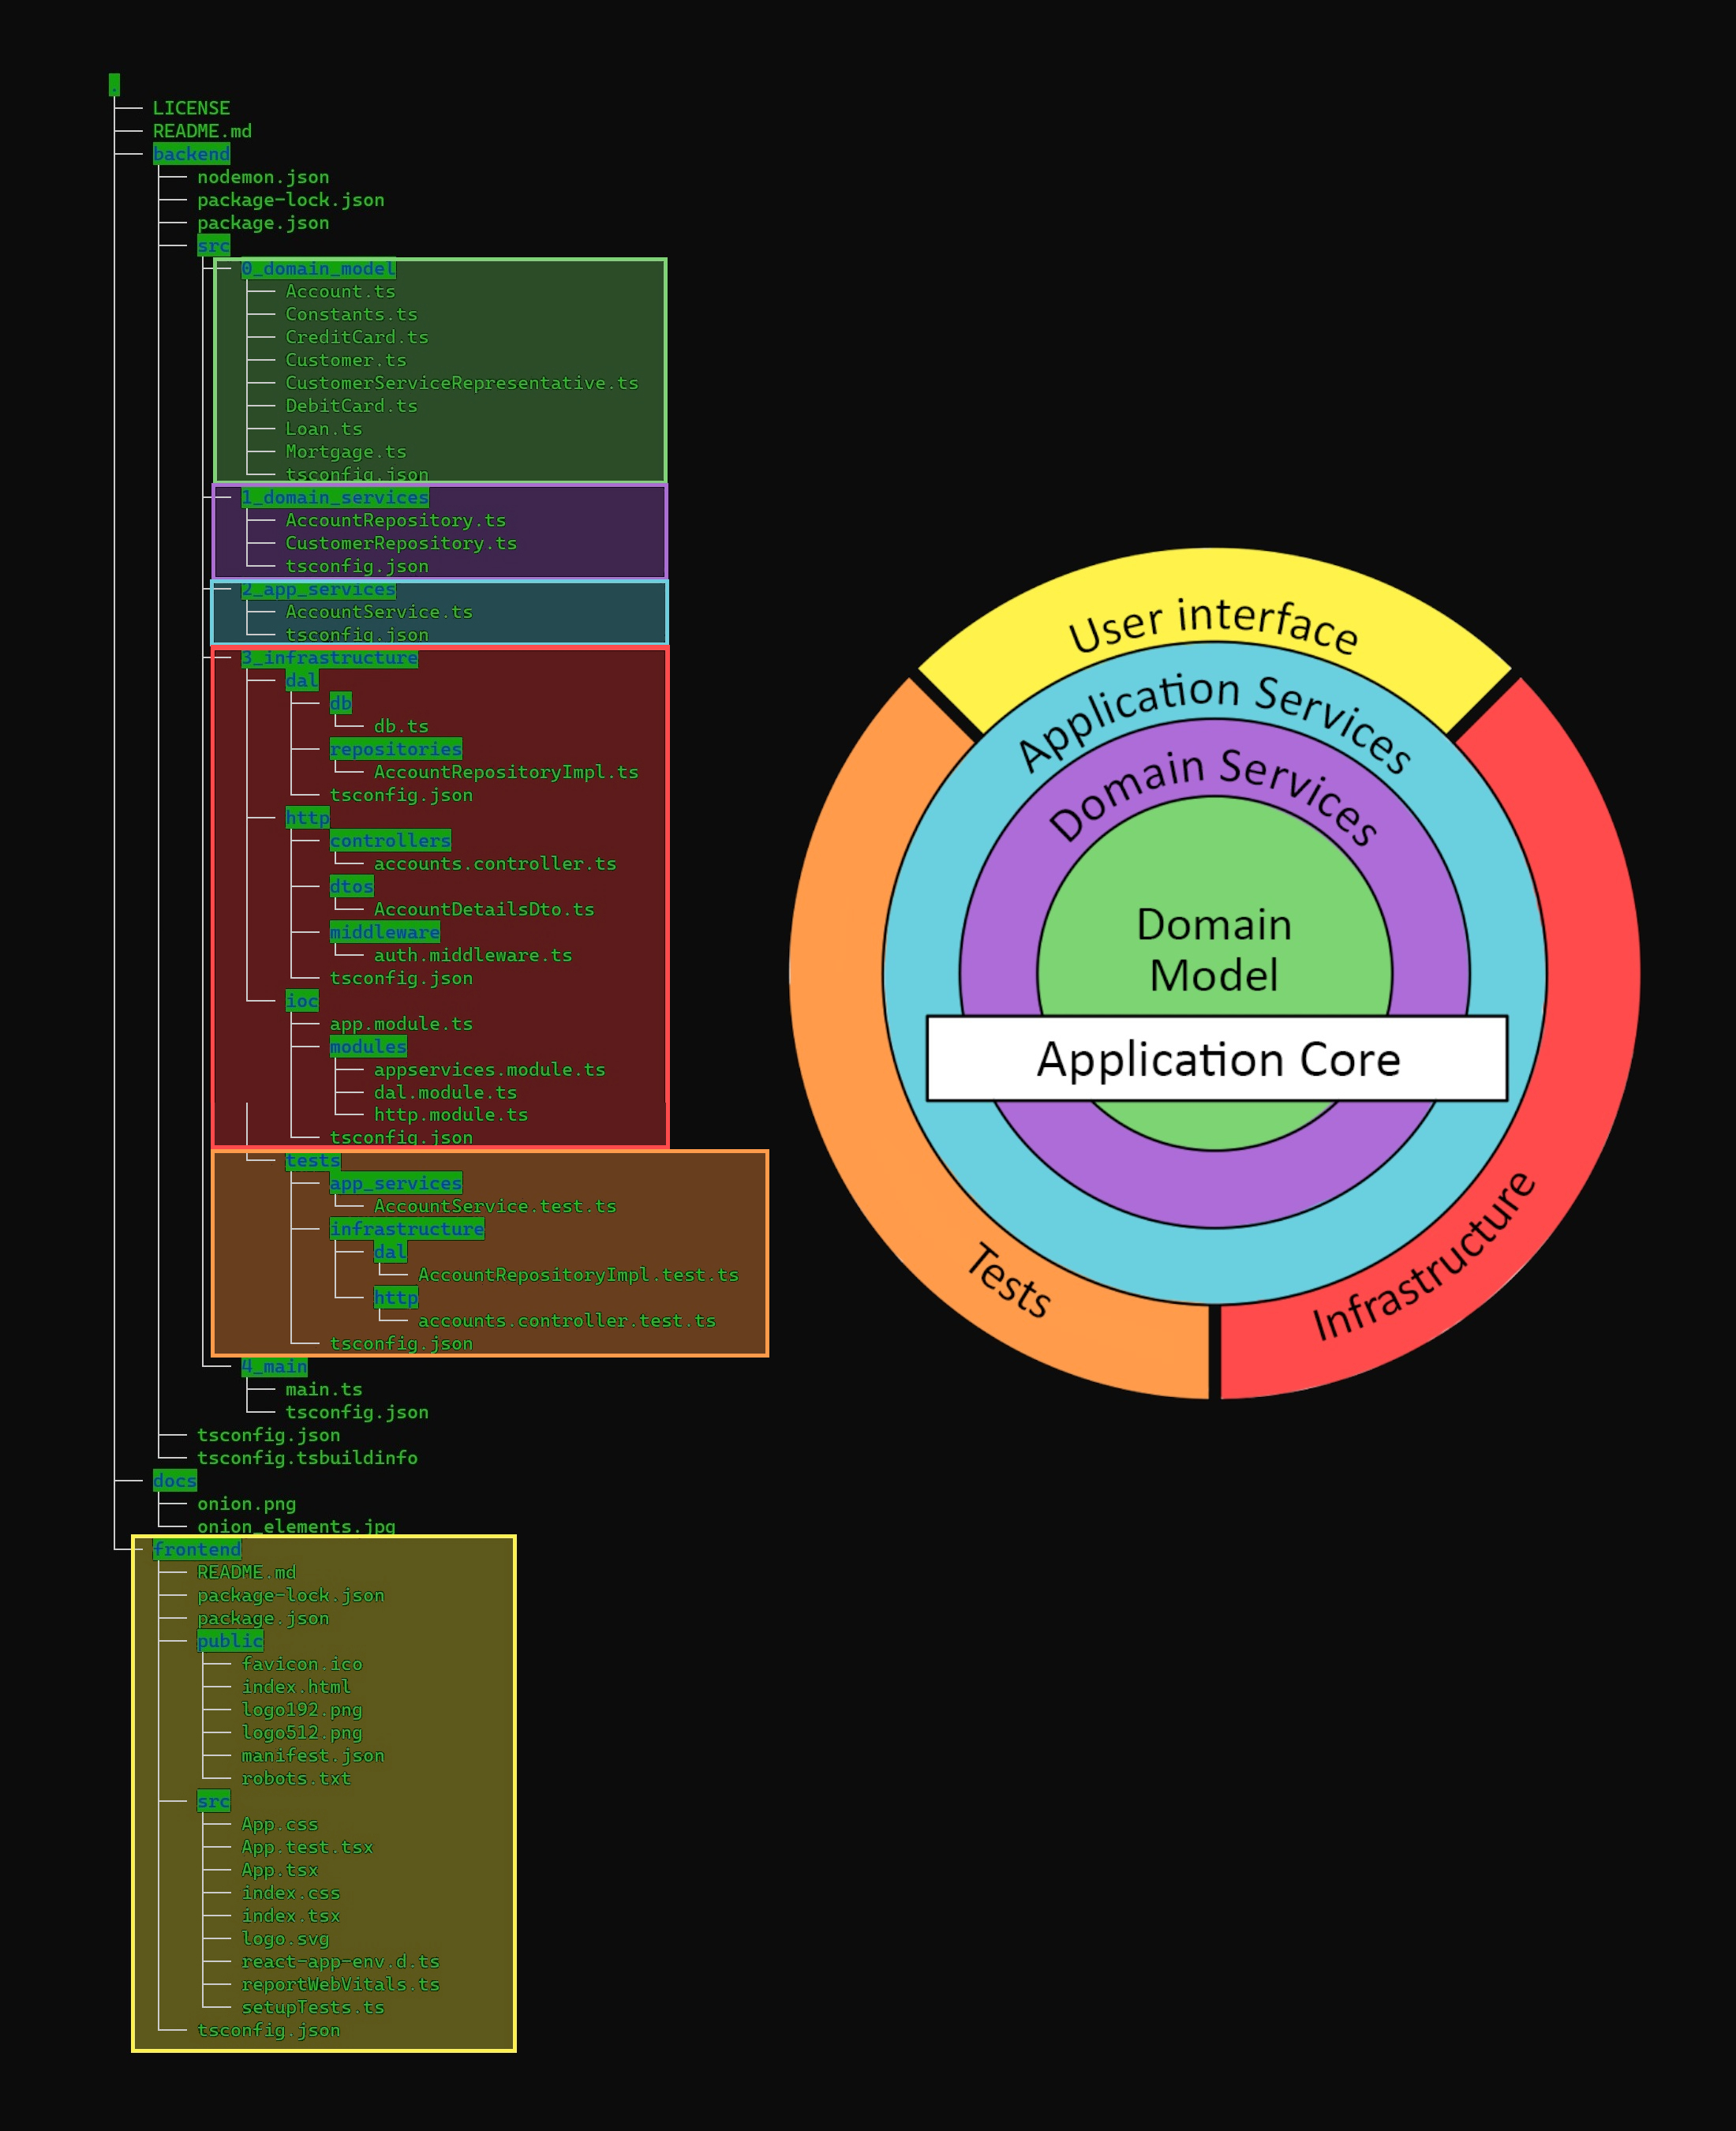 .
LICENSE
README.md
backend
nodemon.json
package-lock.json
package.json
src
0_domain_model
Account.ts
Constants.ts
CreditCard.ts
Customer.ts
CustomerServiceRepresentative.ts
DebitCard.ts
Loan.ts
Mortgage.ts
tsconfig.json
1_domain_services
AccountRepository.ts
CustomerRepository.ts
tsconfig.json
2_app_services
AccountService.ts
tsconfig.json
3_infrastructure
dal
db
db.ts
repositories
AccountRepositoryImpl.ts
tsconfig.json
http
controllers
accounts.controller.ts
dtos
AccountDetailsDto.ts
middleware
auth.middleware.ts
tsconfig.json
ioc
app.module.ts
modules
appservices.module.ts
dal.module.ts
http.module.ts
tsconfig.json
tests
app_services
AccountService.test.ts
infrastructure
dal
AccountRepositoryImpl.test.ts
http
accounts.controller.test.ts
tsconfig.json
4_main
main.ts
tsconfig.json
tsconfig.json
tsconfig.tsbuildinfo
docs
onion.png
onion_elements.jpg
frontend
README.md
package-lock.json
package.json
public
favicon.ico
index.html
logo192.png
logo512.png
manifest.json
robots.txt
src
App.css
App.test.tsx
App.tsx
index.css
index.tsx
logo.svg
react-app-env.d.ts
reportWebVitals.ts
setupTests.ts
tsconfig.json
User interface
Application Services
Domain Services
Domain
Model
Application Core
Tests
Infrastructure